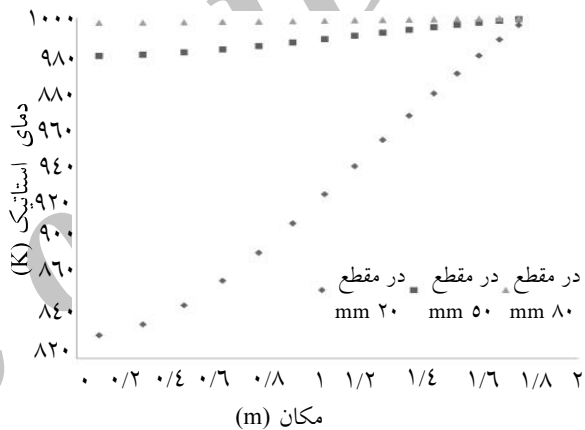 ۱۰۰۰
۹۸۰
۸۸۰
۹۶۰
۹۴۰
۹۲۰
۹۰۰
۸۶۰
۸٤۰
۸۲۰
دمای استاتیک (K)
در مقطع در مقطع در مقطع
mm ۲۰ mm ۵۰ mm ۸۰
۰ ۰/۲ ۰/٤ ۰/٦ ۰/۸ ۱ ۱/۲ ۱/٤ ۱/٦ ۱/۸ ۲
مکان (m)